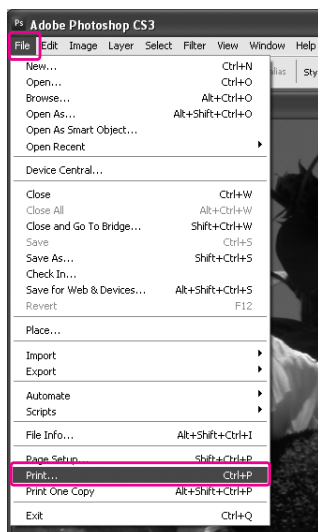 Ps Adobe Photoshop CS3
File Edit Image Layer Select Filter View Window Help
New... Ctrl+N
Open... Ctrl+O
Browse... Alt+Ctrl+O
Open As... Alt+Shift+Ctrl+O
Open As Smart Object...
Open Recent
Device Central...
Close Ctrl+W
Close All Alt+Ctrl+W
Close and Go To Bridge... Shift+Ctrl+W
Save Ctrl+S
Save As... Shift+Ctrl+S
Check In...
Save for Web & Devices... Alt+Shift+Ctrl+S
Revert F12
Place...
Import
Export
Automate
Scripts
File Info... Alt+Shift+Ctrl+I
Page Setup... Shift+Ctrl+P
Print... Ctrl+P
Print One Copy Alt+Shift+Ctrl+P
Exit Ctrl+Q